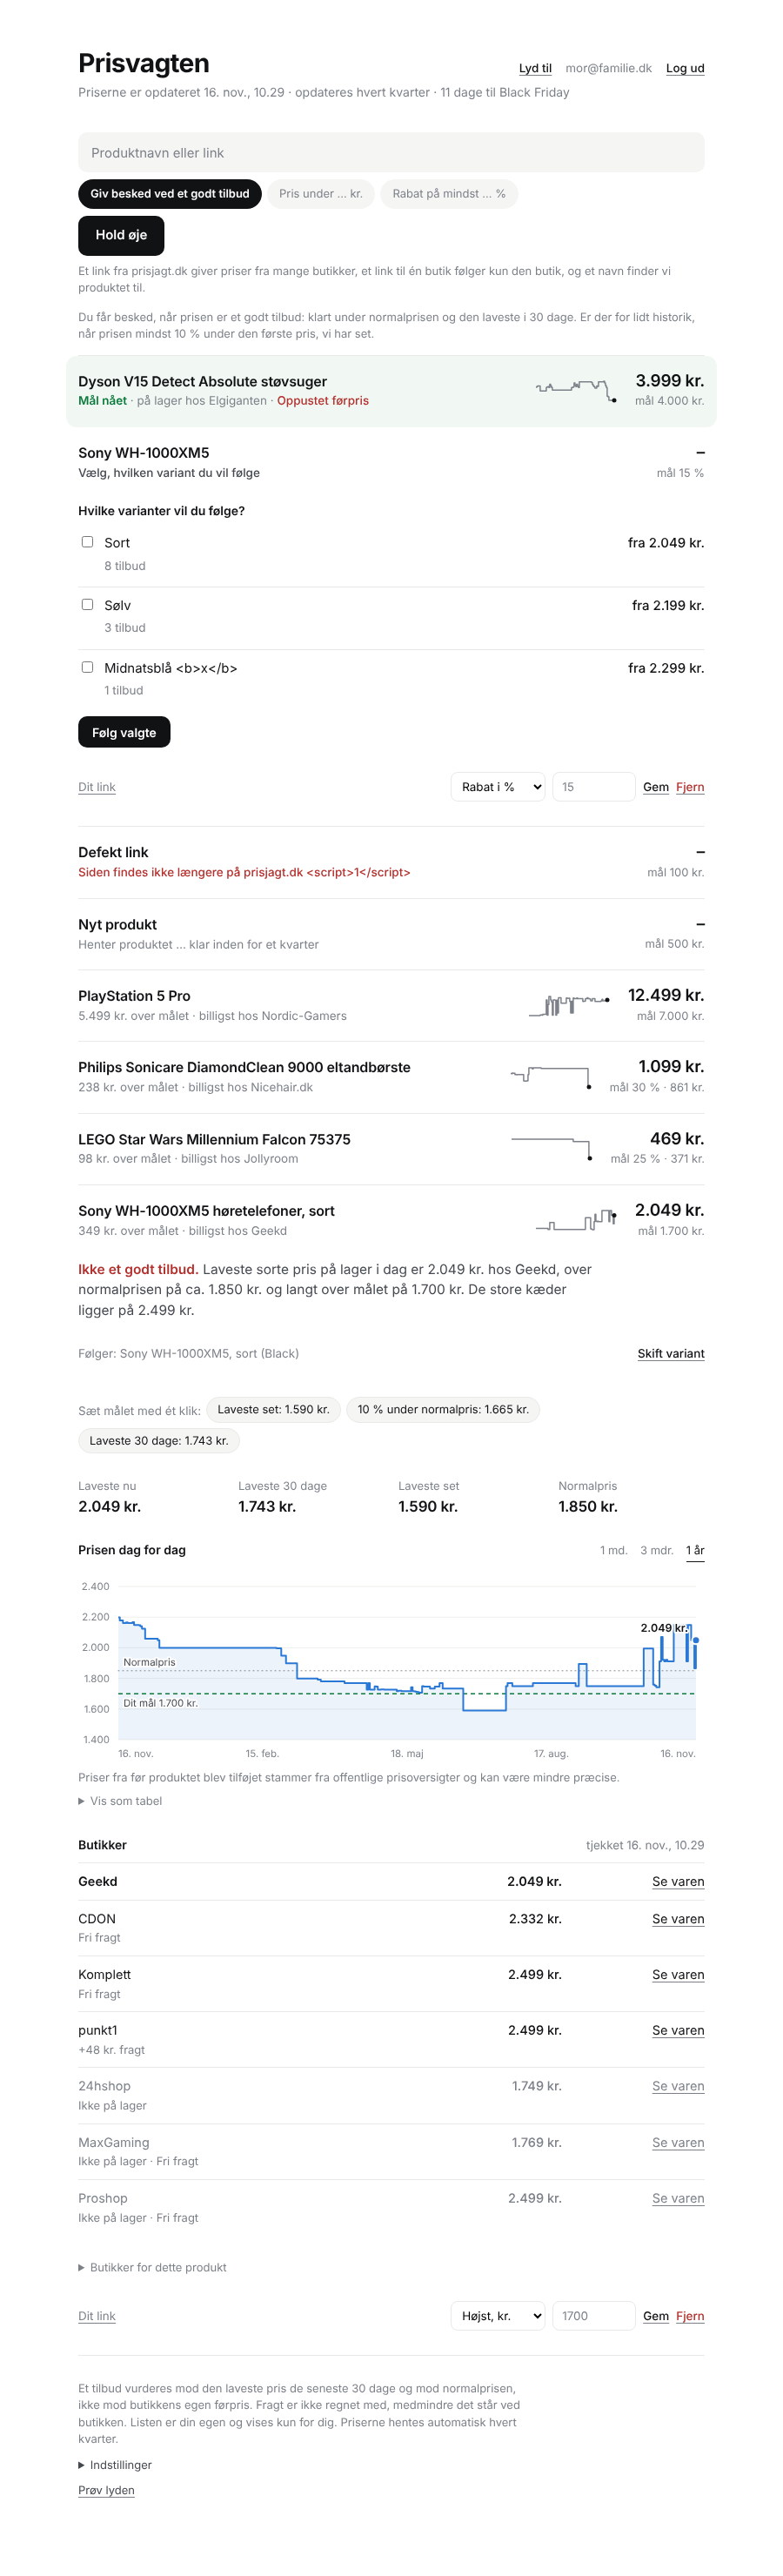 Prisvagten
Lyd til mor@familie.dk Log ud
Priserne er opdateret 16. nov., 10.29 · opdateres hvert kvarter · 11 dage til Black Friday
Produktnavn eller link
Giv besked ved et godt tilbud Pris under ... kr. Rabat på mindst ... %
Hold øje
Et link fra prisjagt.dk giver priser fra mange butikker, et link til én butik følger kun den butik, og et navn finder vi
produktet til.
Du får besked, når prisen er et godt tilbud: klart under normalprisen og den laveste i 30 dage. Er der for lidt historik,
når prisen mindst 10 % under den første pris, vi har set.
Dyson V15 Detect Absolute støvsuger 3.999 kr.
Mål nået · på lager hos Elgiganten · Oppustet førpris mål 4.000 kr.
Sony WH-1000XM5 –
Vælg, hvilken variant du vil følge mål 15 %
Hvilke varianter vil du følge?
Sort fra 2.049 kr.
8 tilbud
Sølv fra 2.199 kr.
3 tilbud
Midnatsblå <b>x</b> fra 2.299 kr.
1 tilbud
Følg valgte
Dit link Rabat i % 15 Gem Fjern
Defekt link –
Siden findes ikke længere på prisjagt.dk <script>1</script> mål 100 kr.
Nyt produkt –
Henter produktet ... klar inden for et kvarter mål 500 kr.
PlayStation 5 Pro 12.499 kr.
5.499 kr. over målet · billigst hos Nordic-Gamers mål 7.000 kr.
Philips Sonicare DiamondClean 9000 eltandbørste 1.099 kr.
238 kr. over målet · billigst hos Nicehair.dk mål 30 % · 861 kr.
LEGO Star Wars Millennium Falcon 75375 469 kr.
98 kr. over målet · billigst hos Jollyroom mål 25 % · 371 kr.
Sony WH-1000XM5 høretelefoner, sort 2.049 kr.
349 kr. over målet · billigst hos Geekd mål 1.700 kr.
Ikke et godt tilbud. Laveste sorte pris på lager i dag er 2.049 kr. hos Geekd, over
normalprisen på ca. 1.850 kr. og langt over målet på 1.700 kr. De store kæder
ligger på 2.499 kr.
Følger: Sony WH-1000XM5, sort (Black) Skift variant
Sæt målet med ét klik: Laveste set: 1.590 kr. 10 % under normalpris: 1.665 kr.
Laveste 30 dage: 1.743 kr.
Laveste nu Laveste 30 dage Laveste set Normalpris
2.049 kr. 1.743 kr. 1.590 kr. 1.850 kr.
Prisen dag for dag 1 md. 3 mdr. 1 år
2.400
2.200
2.049 kr.
2.000
Normalpris
1.800
Dit mål 1.700 kr.
1.600
1.400
16. nov. 15. feb. 18. maj 17. aug. 16. nov.
Priser fra før produktet blev tilføjet stammer fra offentlige prisoversigter og kan være mindre præcise.
Vis som tabel
Butikker tjekket 16. nov., 10.29
Geekd 2.049 kr. Se varen
CDON 2.332 kr. Se varen
Fri fragt
Komplett 2.499 kr. Se varen
Fri fragt
punkt1 2.499 kr. Se varen
+48 kr. fragt
24hshop 1.749 kr. Se varen
Ikke på lager
MaxGaming 1.769 kr. Se varen
Ikke på lager · Fri fragt
Proshop 2.499 kr. Se varen
Ikke på lager · Fri fragt
Butikker for dette produkt
Dit link Højst, kr. 1700 Gem Fjern
Et tilbud vurderes mod den laveste pris de seneste 30 dage og mod normalprisen,
ikke mod butikkens egen førpris. Fragt er ikke regnet med, medmindre det står ved
butikken. Listen er din egen og vises kun for dig. Priserne hentes automatisk hvert
kvarter.
Indstillinger
Prøv lyden